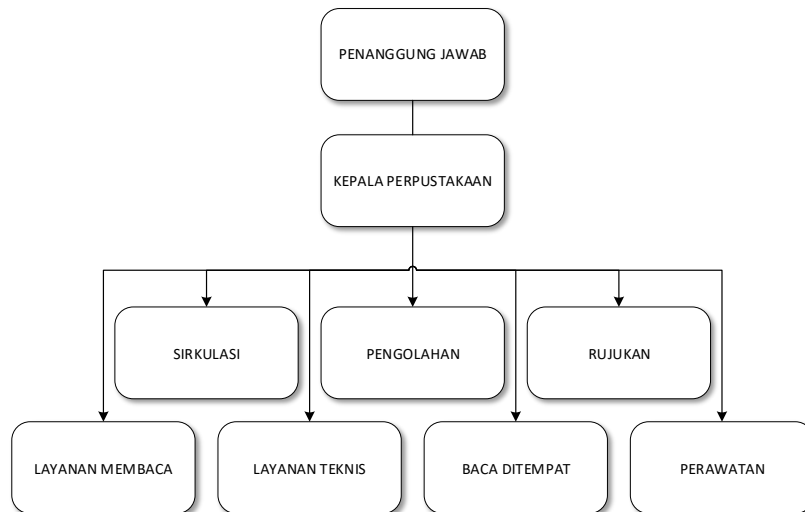 PENANGGUNG JAWAB
KEPALA PERPUSTAKAAN
SIRKULASI
PENGOLAHAN
RUJUKAN
LAYANAN MEMBACA
LAYANAN TEKNIS
BACA DITEMPAT
PERAWATAN